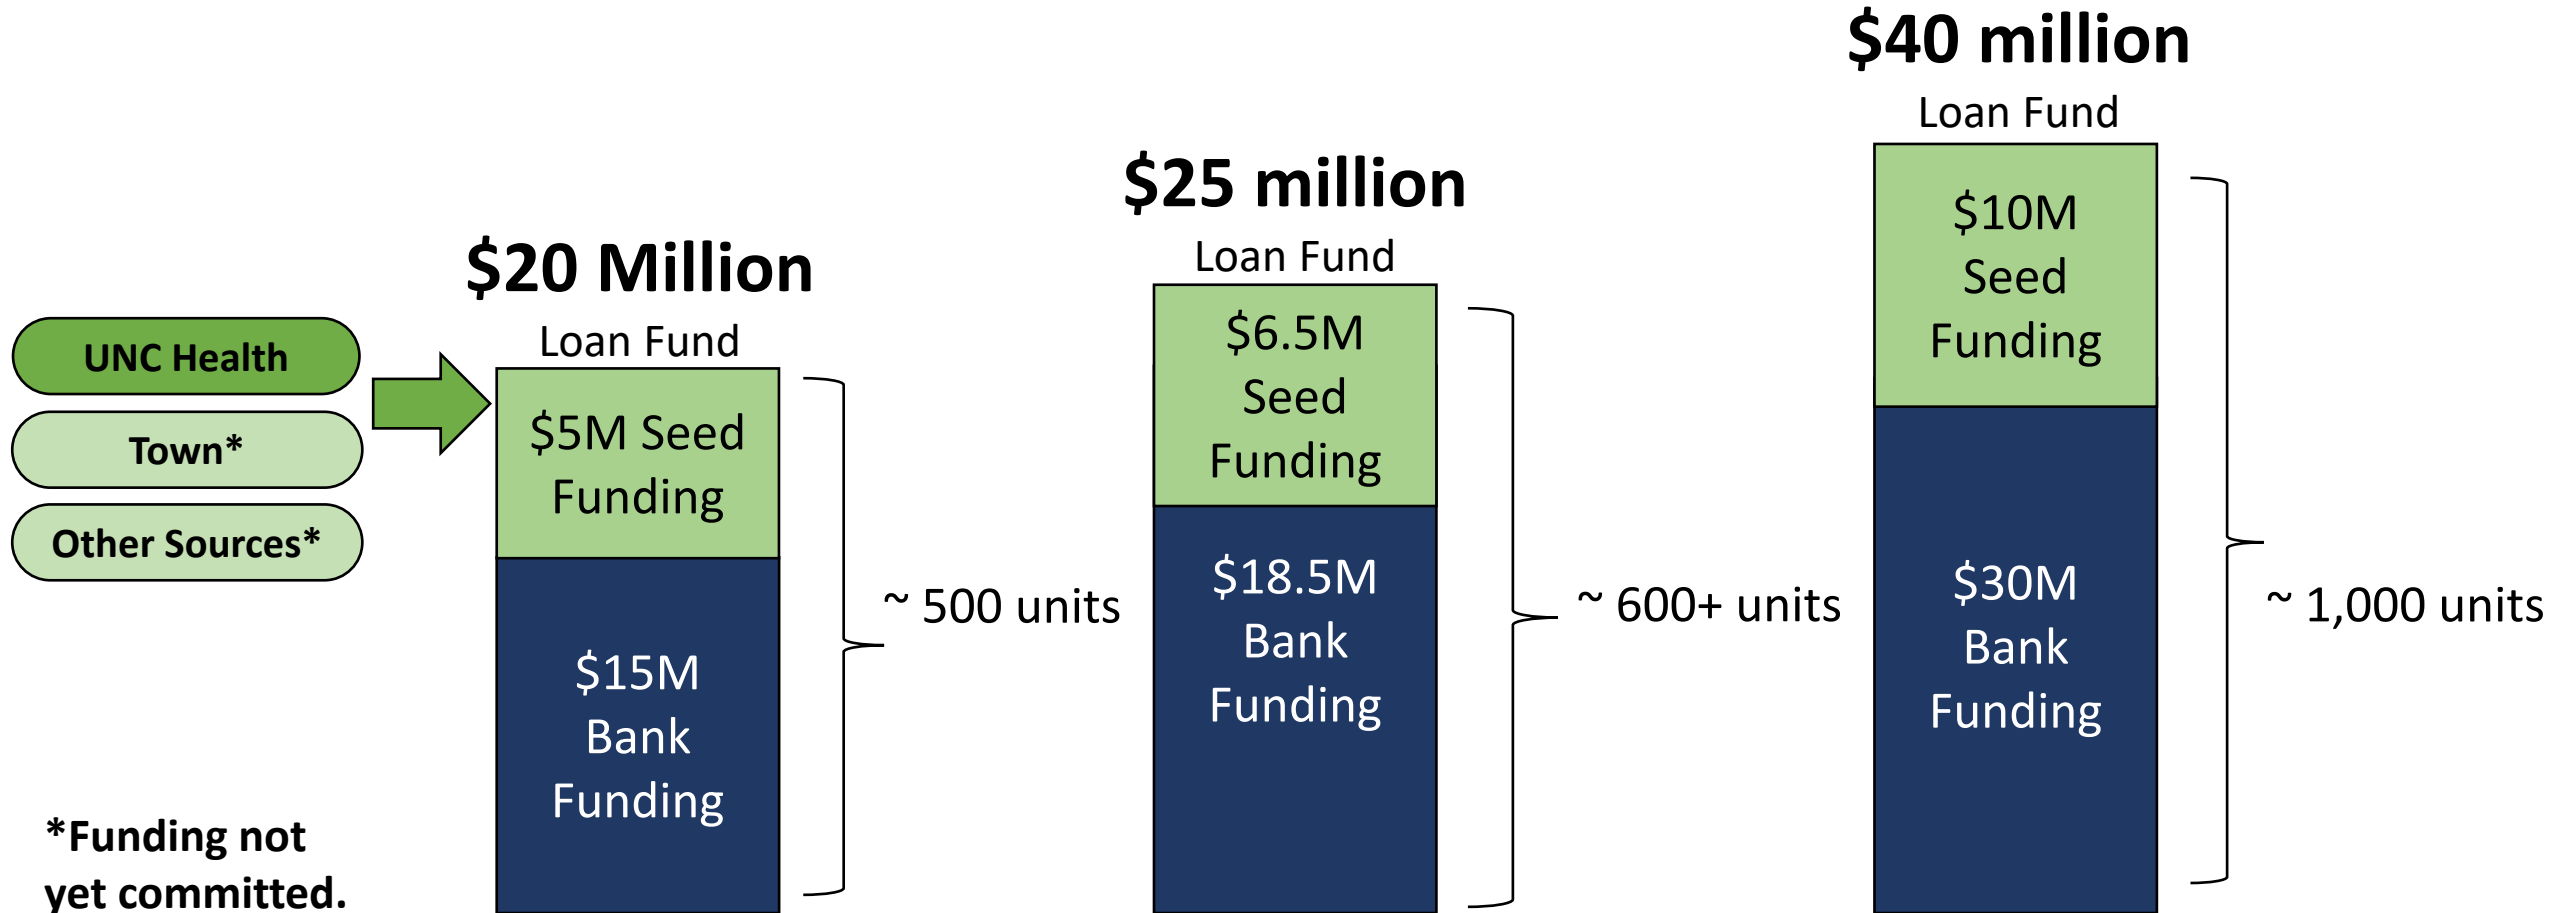 UNC Health
Town*
Other Sources*
*Funding not
yet committed.
$20 Million
Loan Fund
$5M Seed
Funding
$15M
Bank
Funding
~ 500 units
$25 million
Loan Fund
$6.5M
Seed
Funding
$18.5M
Bank
Funding
~ 600+ units
$40 million
Loan Fund
$10M
Seed
Funding
$30M
Bank
Funding
~ 1,000 units